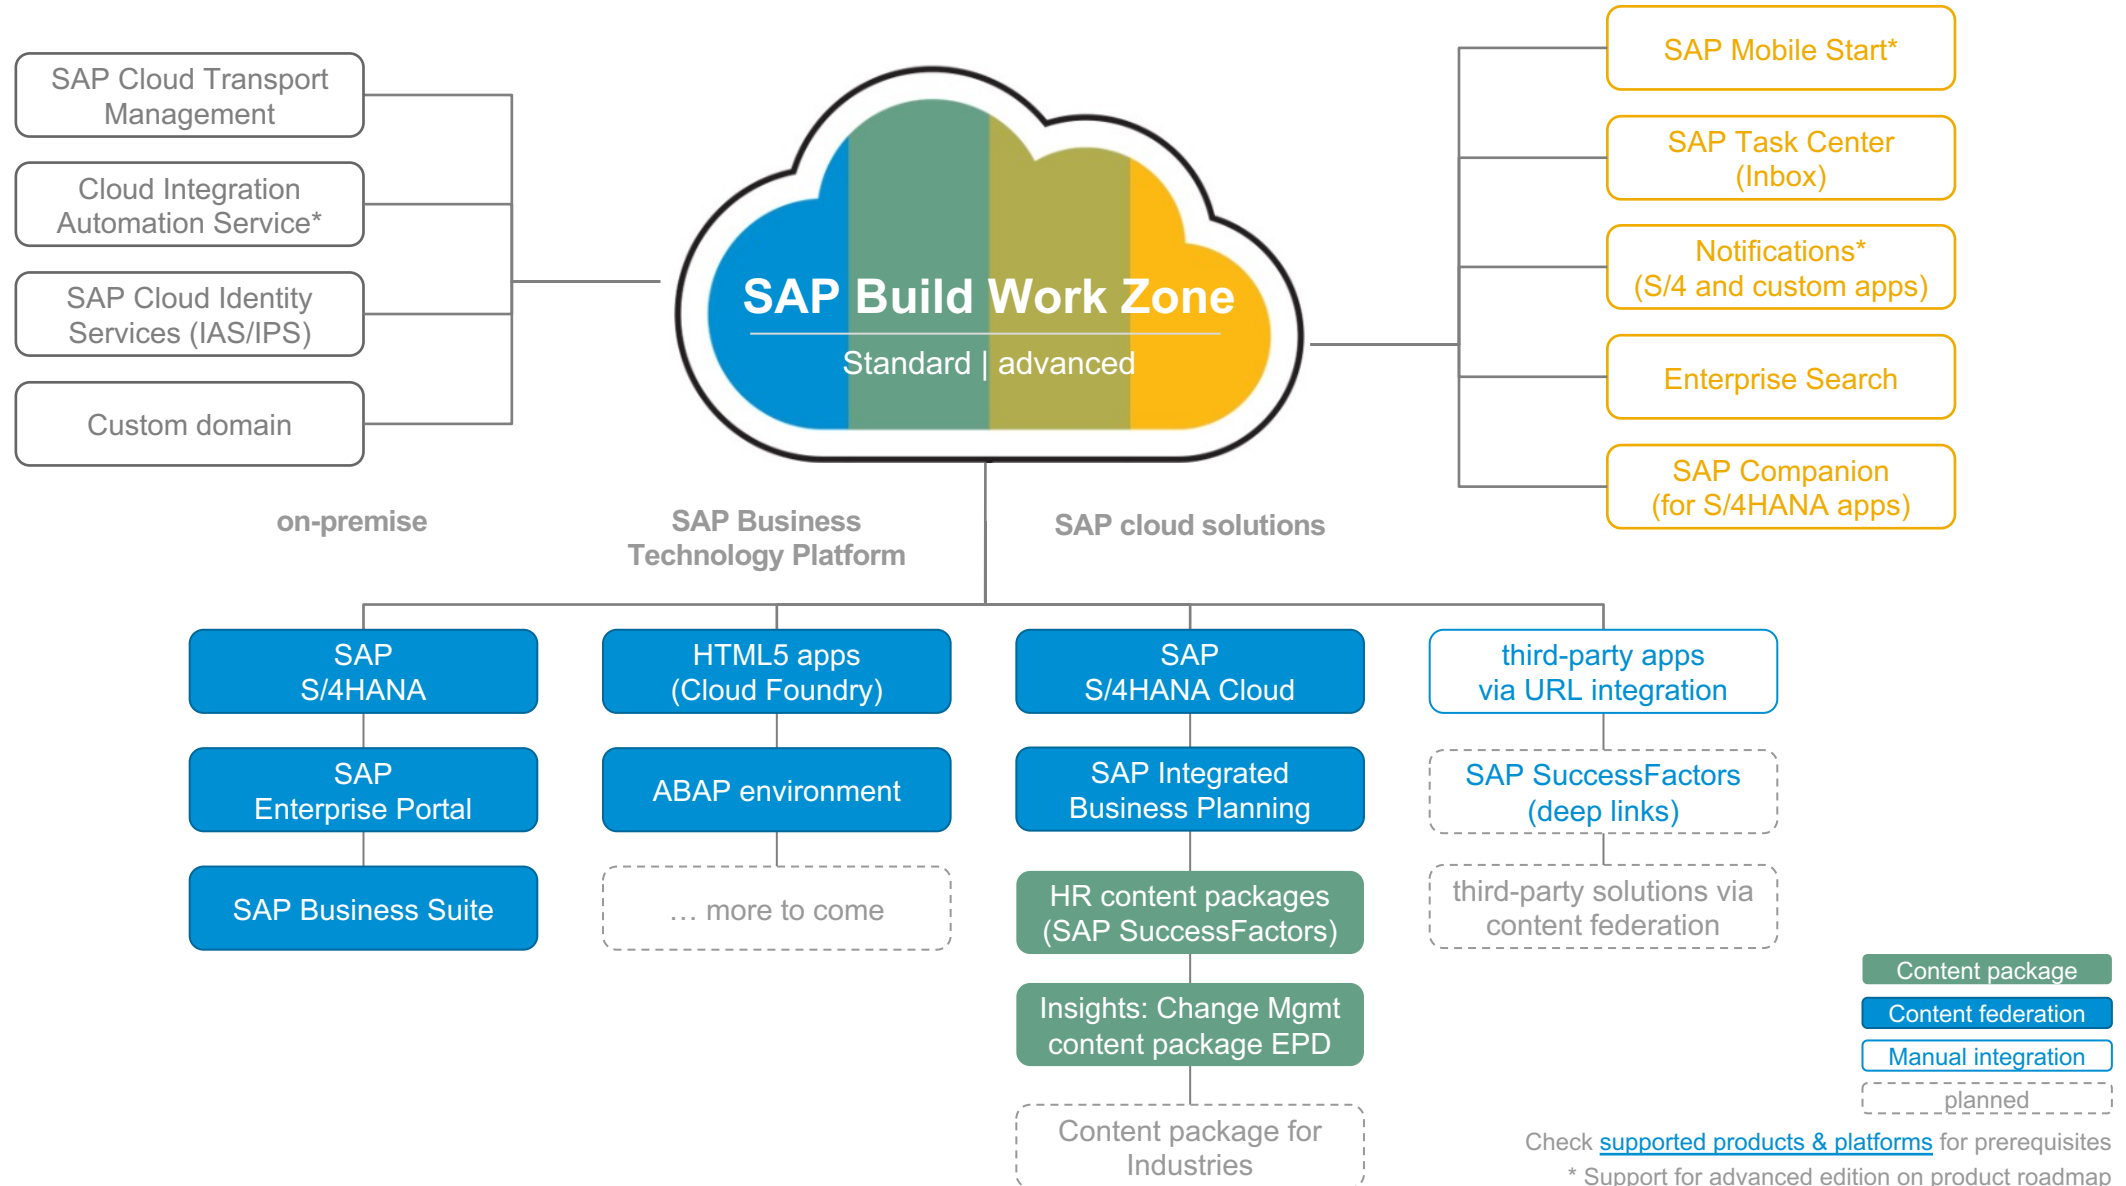 SAP Cloud Transport
Management
Cloud Integration
Automation Service*
SAP Cloud Identity
Services (IAS/IPS)
Custom domain
SAP Build Work Zone
Standard | advanced
SAP Mobile Start*
SAP Task Center
(Inbox)
Notifications*
(S/4 and custom apps)
Enterprise Search
SAP Companion
(for S/4HANA apps)
on-premise
SAP Business
Technology Platform
SAP cloud solutions
SAP
S/4HANA
SAP
Enterprise Portal
SAP Business Suite
HTML5 apps
(Cloud Foundry)
ABAP environment
… more to come
SAP
S/4HANA Cloud
SAP Integrated
Business Planning
HR content packages
(SAP SuccessFactors)
Insights: Change Mgmt
content package EPD
Content package for
Industries
third-party apps
via URL integration
SAP SuccessFactors
(deep links)
third-party solutions via
content federation
Content package
Content federation
Manual integration
planned
Check supported products & platforms for prerequisites
* Support for advanced edition on product roadmap